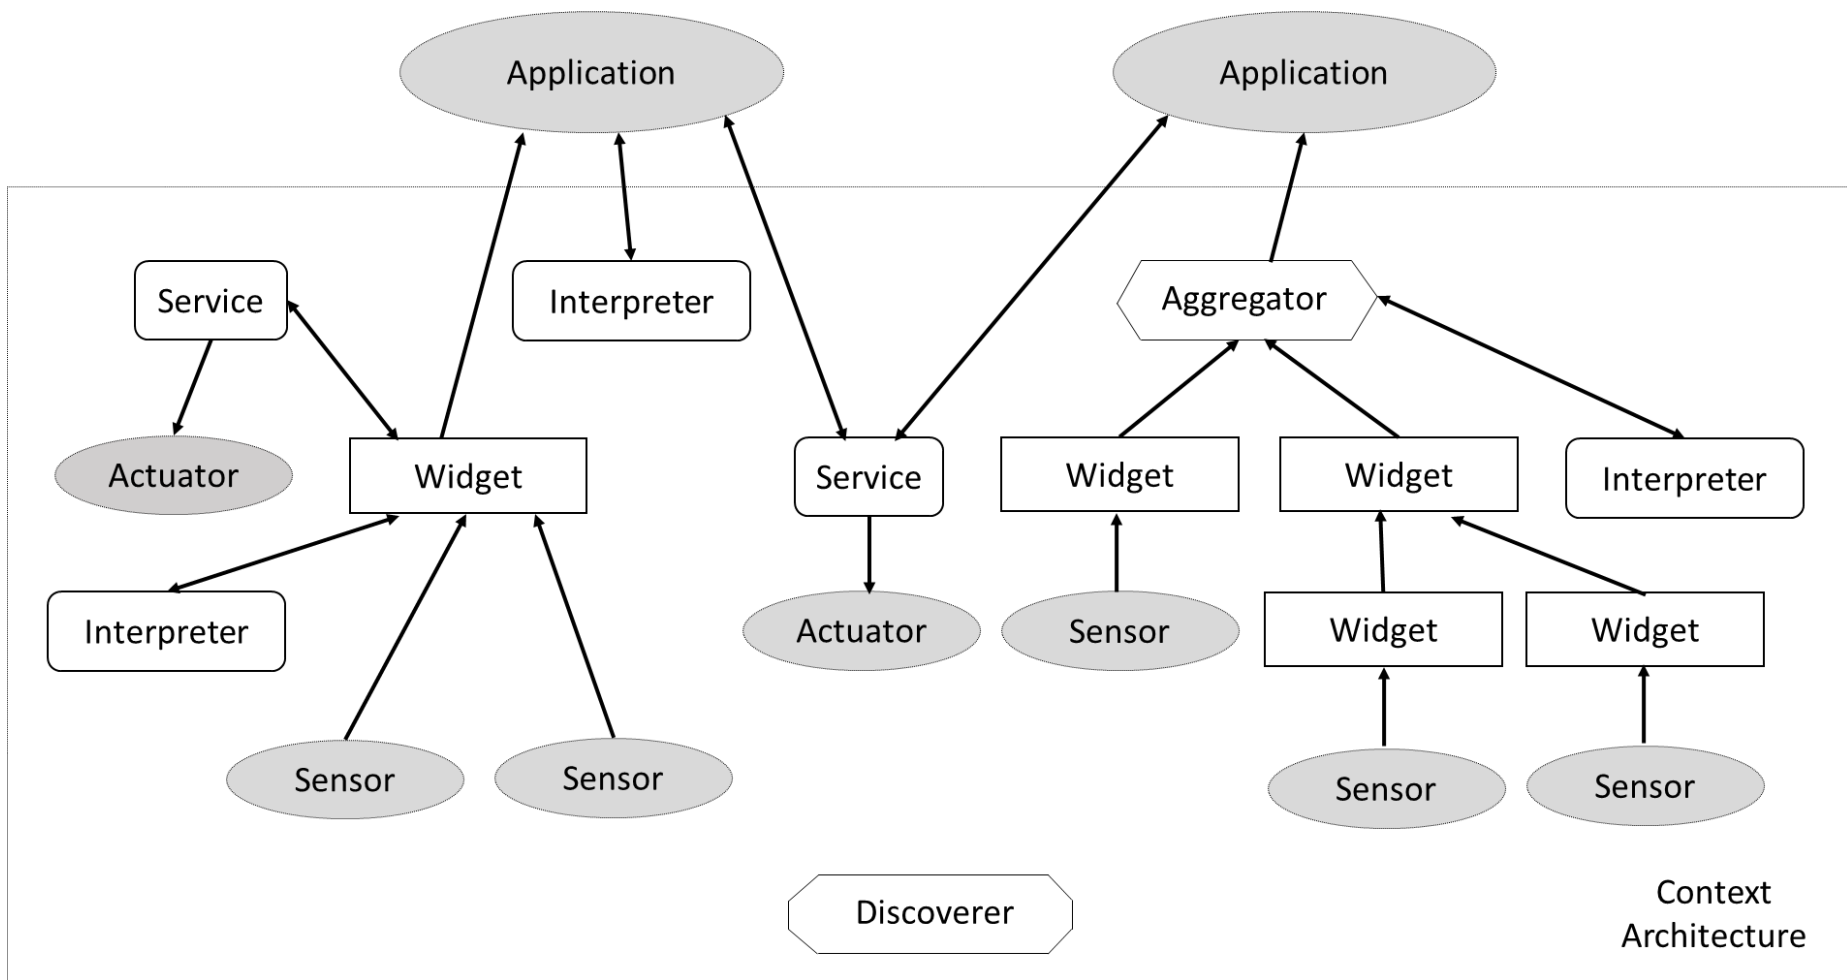 Application
Application
Service
Interpreter
Aggregator
Actuator
Widget
Service
Widget
Widget
Interpreter
Interpreter
Actuator
Sensor
Widget
Widget
Sensor
Sensor
Sensor
Sensor
Discoverer
Context
Architecture